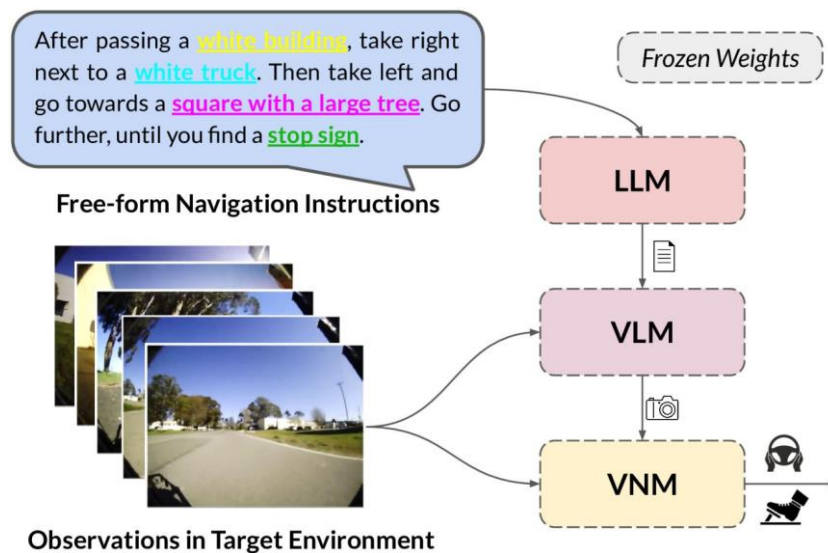 After passing a white building, take right
next to a white truck. Then take left and
go towards a square with a large tree. Go
further, until you find a stop sign.
Frozen Weights
LLM
Free-form Navigation Instructions
VLM
VNM
Observations in Target Environment